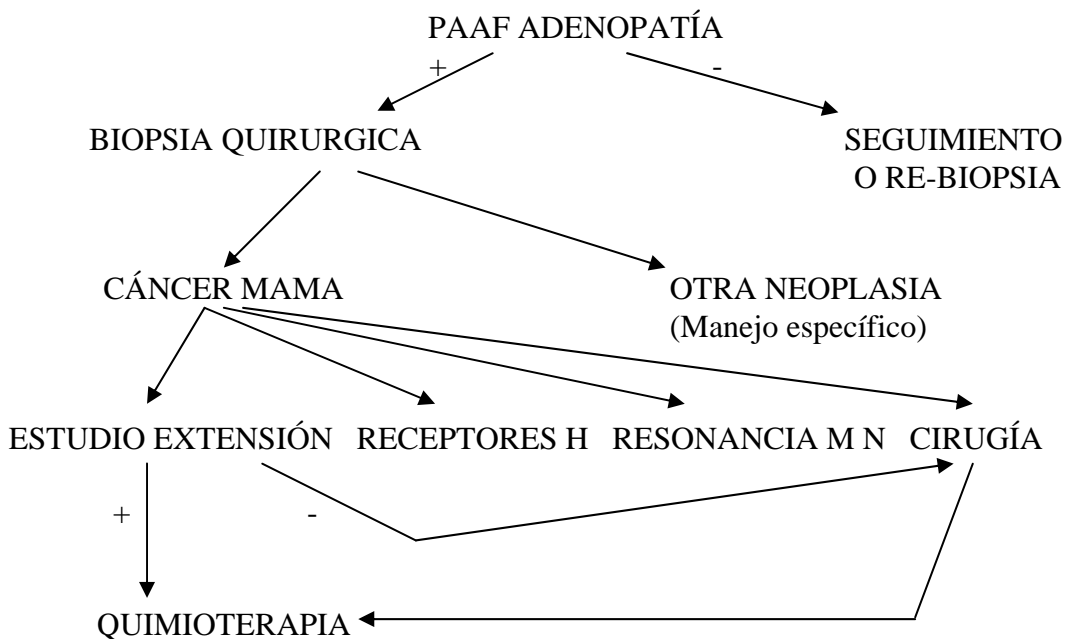 PAAF ADENOPATÍA
+
-
BIOPSIA QUIRURGICA
SEGUIMIENTO
O RE-BIOPSIA
CÁNCER MAMA
OTRA NEOPLASIA
(Manejo específico)
ESTUDIO EXTENSIÓN RECEPTORES H RESONANCIA M N CIRUGÍA
+
-
QUIMIOTERAPIA